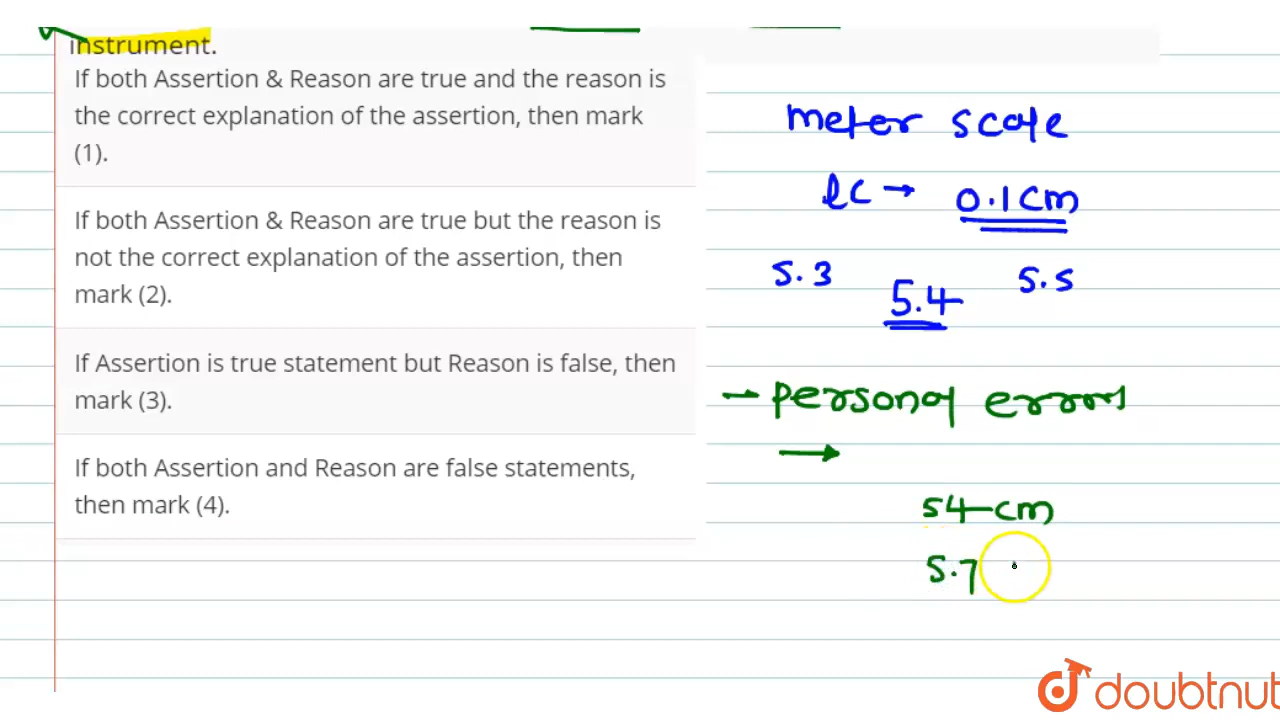 instrument.
If both Assertion & Reason are true and the reason is
the correct explanation of the assertion, then mark
(1).
If both Assertion & Reason are true but the reason is
not the correct explanation of the assertion, then
mark (2).
If Assertion is true statement but Reason is false, then
mark (3).
If both Assertion and Reason are false statements,
then mark (4).
meter scale
lc → 0.1cm
5.3 5.4 5.5
→ personal errors
→
54cm
5.7
doubtnut